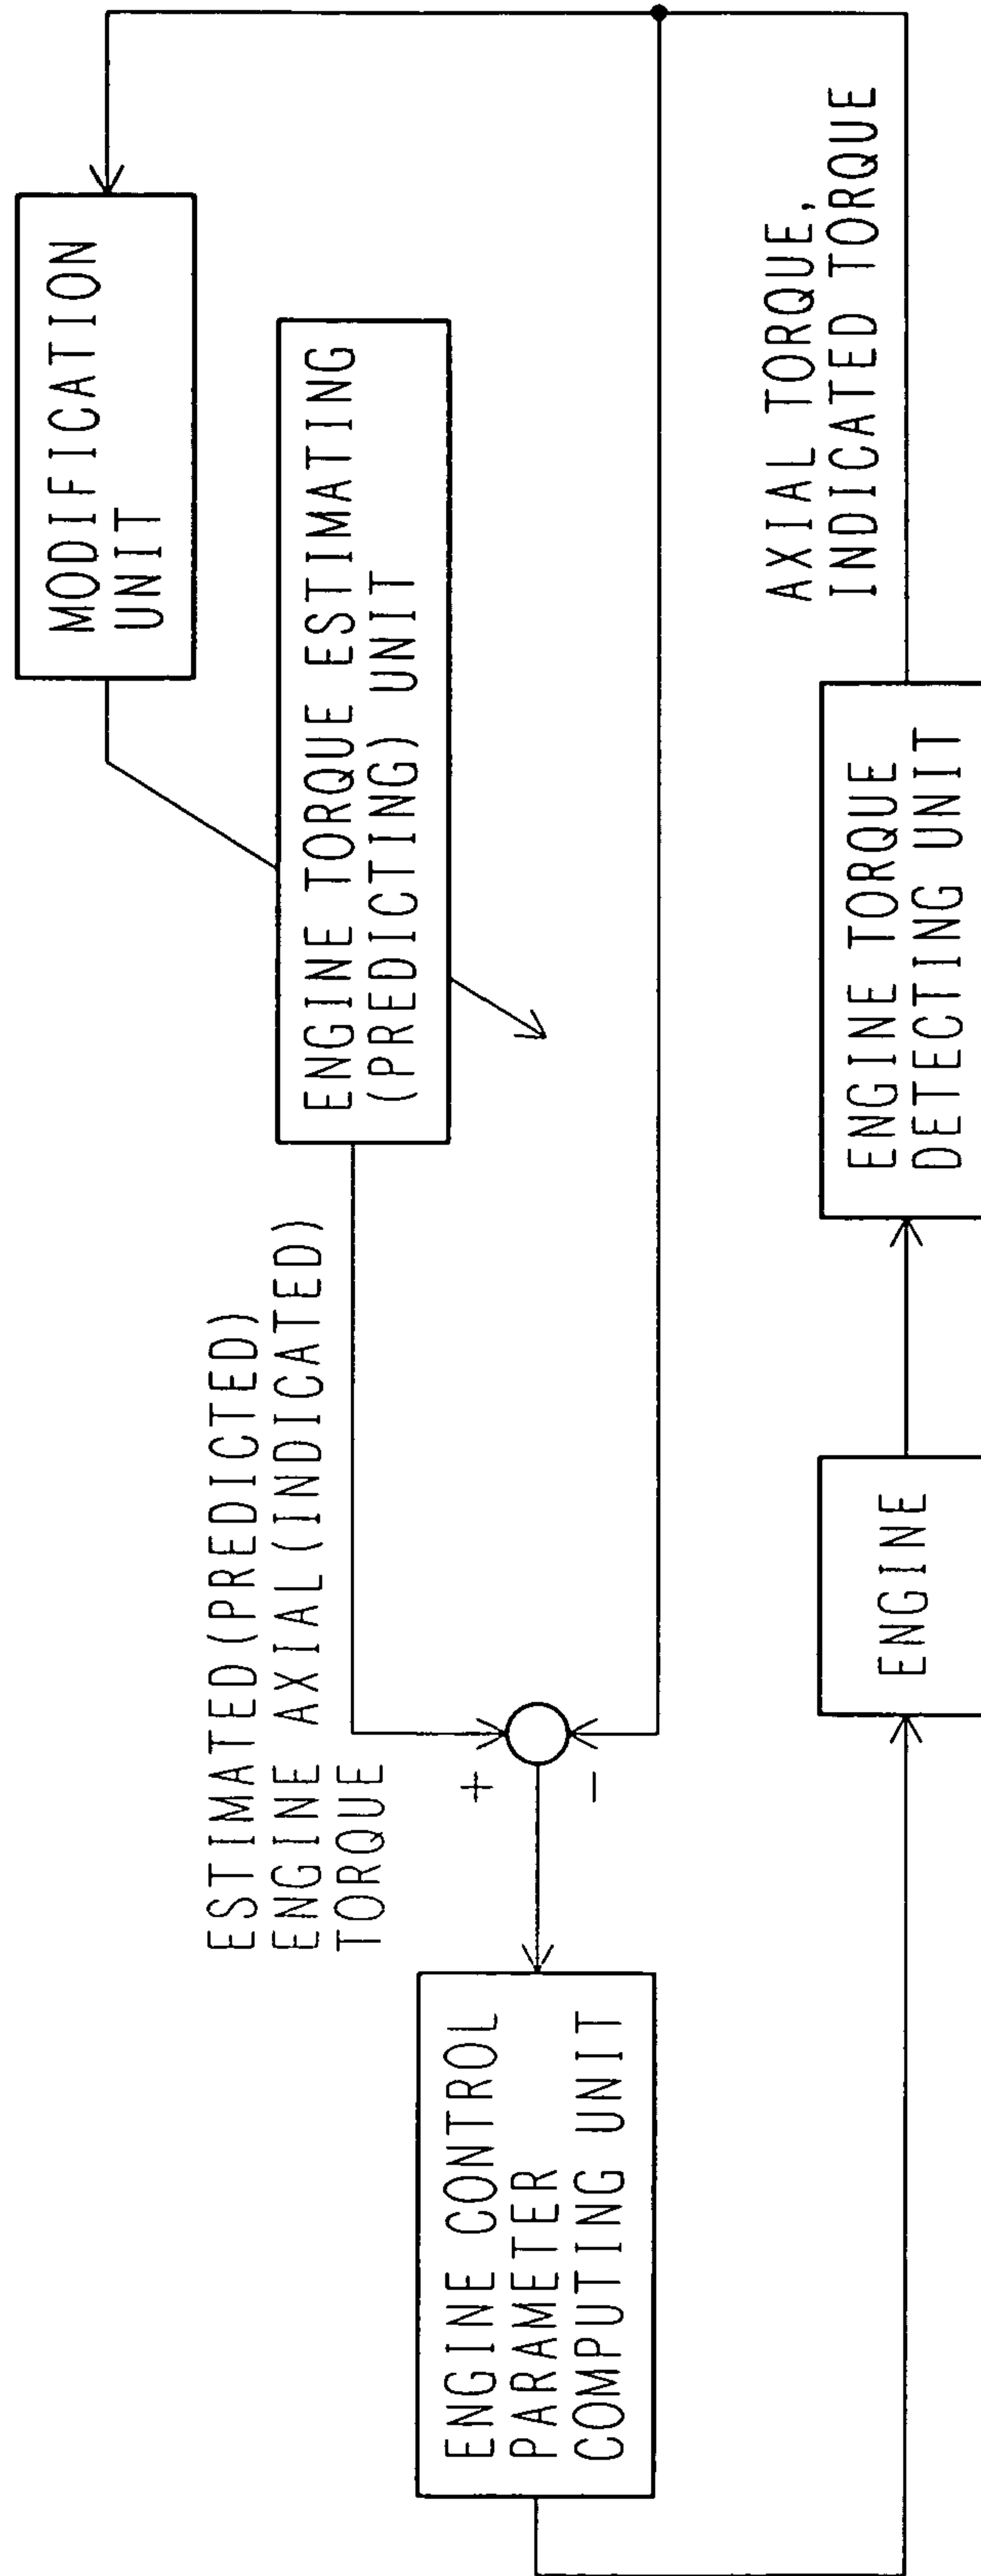 MODIFICATION
UNIT
ENGINE TORQUE ESTIMATING
(PREDICTING) UNIT
ESTIMATED(PREDICTED)
ENGINE AXIAL(INDICATED)
TORQUE
+
−
ENGINE CONTROL
PARAMETER
COMPUTING UNIT
ENGINE
ENGINE TORQUE
DETECTING UNIT
AXIAL TORQUE,
INDICATED TORQUE